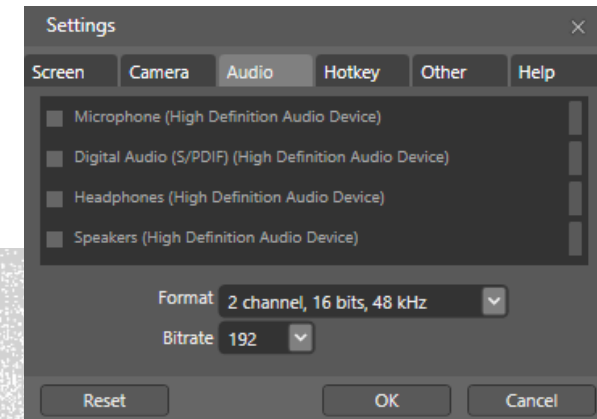 Settings
Screen Camera Audio Hotkey Other Help
Microphone (High Definition Audio Device)
Digital Audio (S/PDIF) (High Definition Audio Device)
Headphones (High Definition Audio Device)
Speakers (High Definition Audio Device)
Format 2 channel, 16 bits, 48 kHz
Bitrate 192
Reset OK Cancel